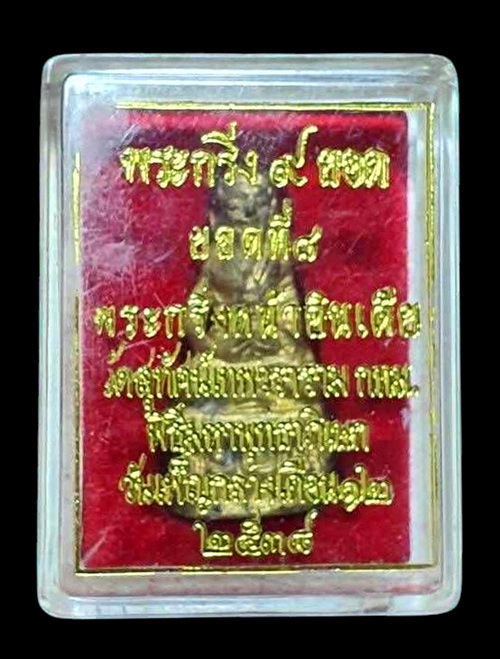 พระกริ่ง ๙ ยอด
ยอดที่๘
พระกริ่งหน้าอินเดีย
วัดสุทัศน์เทพวราราม กทม.
พิธีมหาพุทธาภิเษก
วันเพ็ญกลางเดือน๑๒
๒๕๓๘